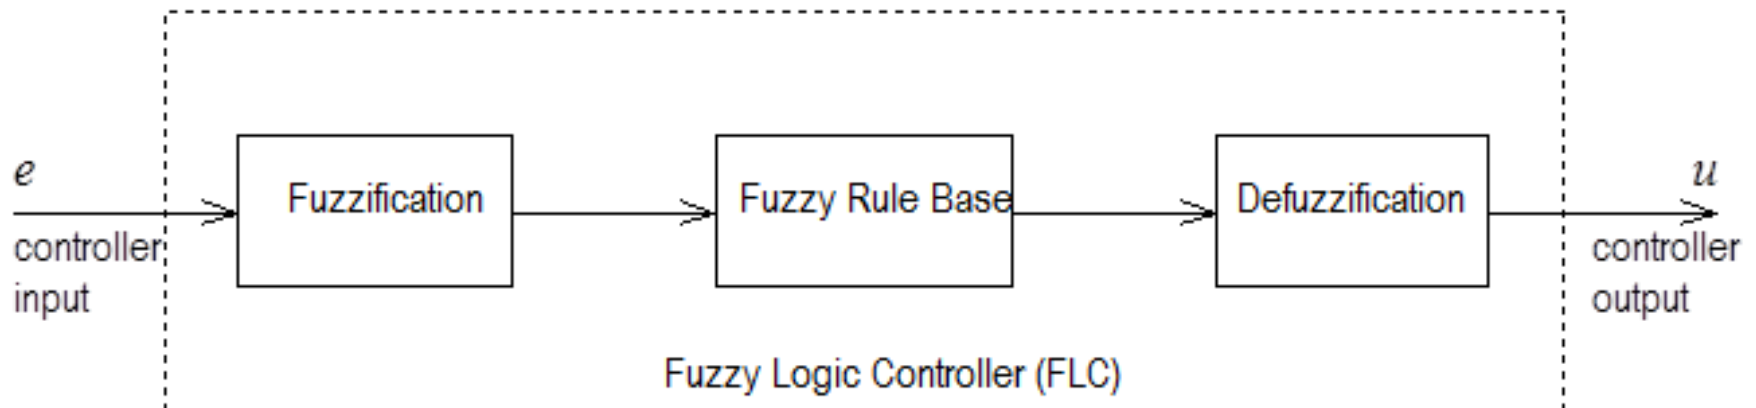 e
controller
input
Fuzzification
Fuzzy Rule Base
Defuzzification
u
controller
output
Fuzzy Logic Controller (FLC)